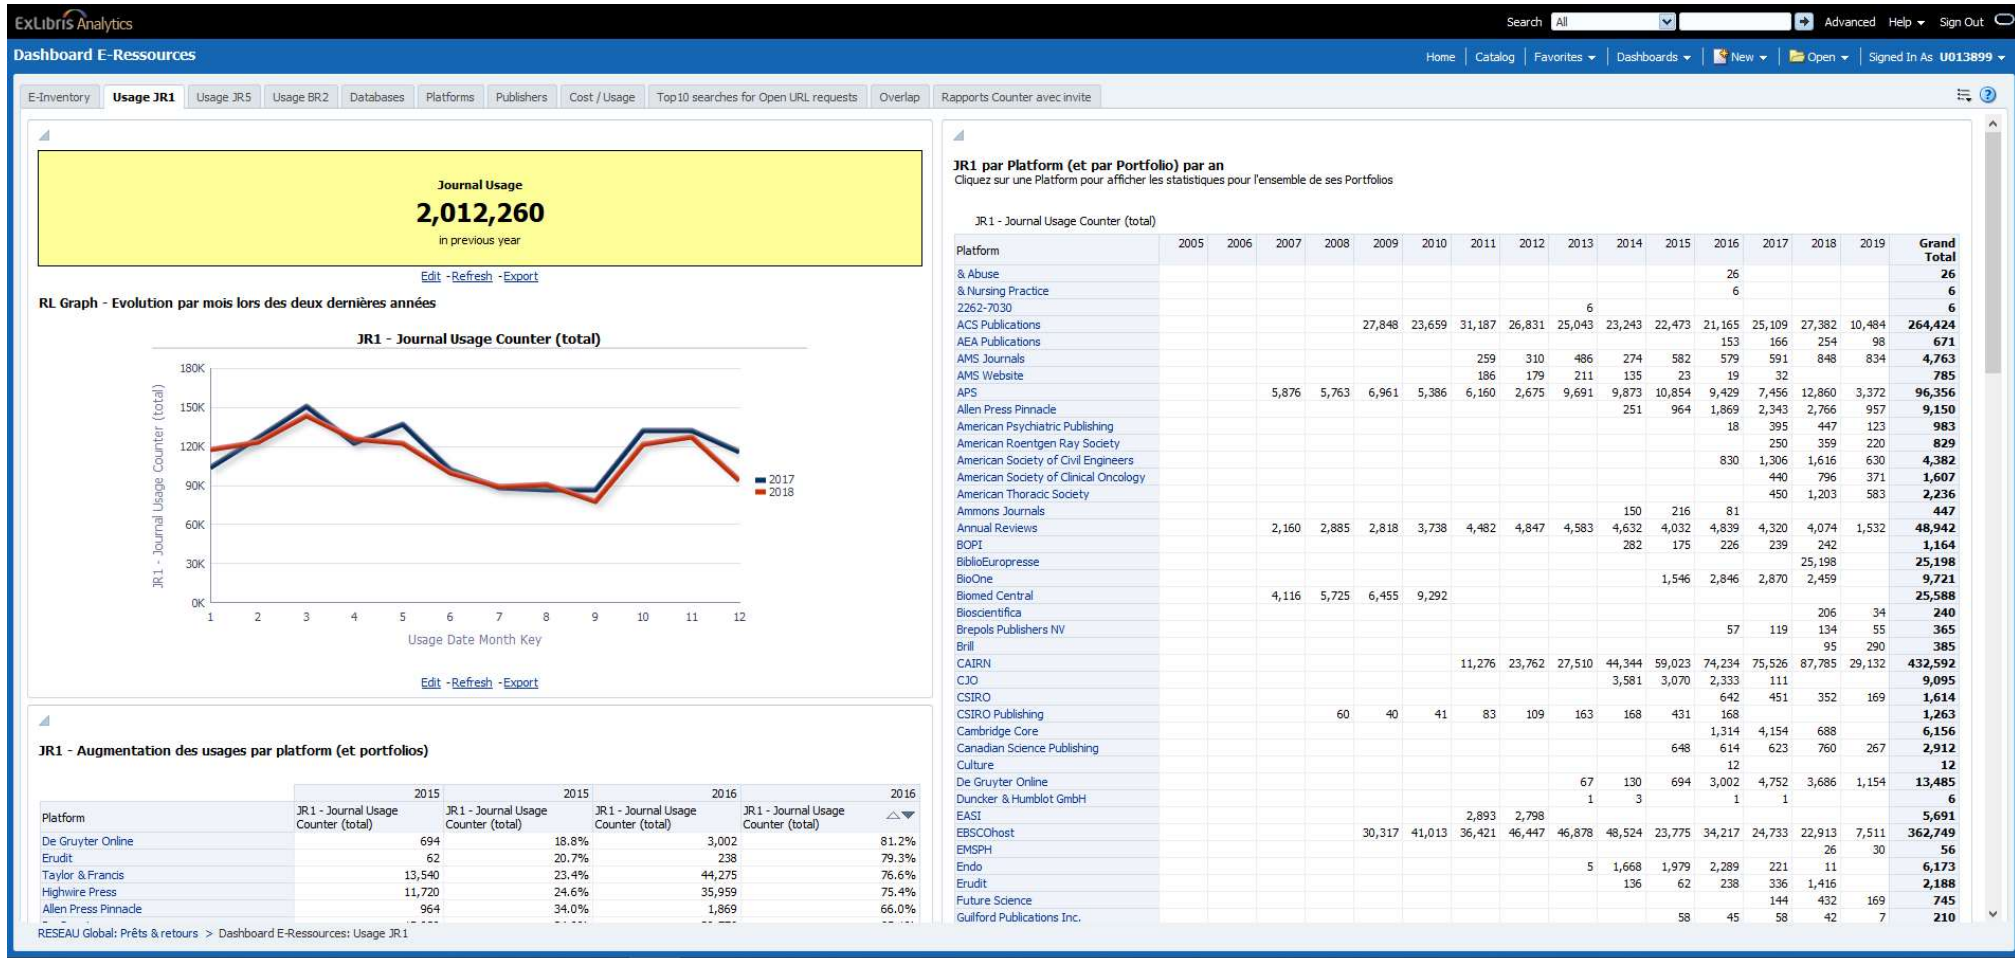 ExLibris Analytics
Search All Advanced Help Sign Out
Dashboard E-Ressources
Home Catalog Favorites Dashboards New Open Signed In As U013899
E-Inventory Usage JR1 Usage JR5 Usage BR2 Databases Platforms Publishers Cost / Usage Top10 searches for Open URL requests Overlap Rapports Counter avec invite
Journal Usage
2,012,260
in previous year
Edit -Refresh -Export
RL Graph - Evolution par mois lors des deux dernières années
JR1 - Journal Usage Counter (total)
JR1 - Journal Usage Counter (total)
180K
150K
120K
90K
60K
30K
0K
1 2 3 4 5 6 7 8 9 10 11 12
Usage Date Month Key
2017
2018
Edit -Refresh -Export
JR1 - Augmentation des usages par platform (et portfolios)
2015 2015 2016 2016
Platform JR1 - Journal Usage Counter (total) JR1 - Journal Usage Counter (total) JR1 - Journal Usage Counter (total) JR1 - Journal Usage Counter (total)
De Gruyter Online 694 18.8% 3,002 81.2%
Erudit 62 20.7% 238 79.3%
Taylor & Francis 13,540 23.4% 44,275 76.6%
Highwire Press 11,720 24.6% 35,959 75.4%
Allen Press Pinnacle 964 34.0% 1,869 66.0%
JR1 par Platform (et par Portfolio) par an
Cliquez sur une Platform pour afficher les statistiques pour l'ensemble de ses Portfolios
JR1 - Journal Usage Counter (total)
Platform 2005 2006 2007 2008 2009 2010 2011 2012 2013 2014 2015 2016 2017 2018 2019 Grand Total
& Abuse 26 26
& Nursing Practice 6 6
2262-7030 6 6
ACS Publications 27,848 23,659 31,187 26,831 25,043 23,243 22,473 21,165 25,109 27,382 10,484 264,424
AEA Publications 153 166 254 98 671
AMS Journals 259 310 486 274 582 579 591 848 834 4,763
AMS Website 186 179 211 135 23 19 32 785
APS 5,876 5,763 6,961 5,386 6,160 2,675 9,691 9,873 10,854 9,429 7,456 12,860 3,372 96,356
Allen Press Pinnacle 251 964 1,869 2,343 2,766 957 9,150
American Psychiatric Publishing 18 395 447 123 983
American Roentgen Ray Society 250 359 220 829
American Society of Civil Engineers 830 1,306 1,616 630 4,382
American Society of Clinical Oncology 440 796 371 1,607
American Thoracic Society 450 1,203 583 2,236
Ammons Journals 150 216 81 447
Annual Reviews 2,160 2,885 2,818 3,738 4,482 4,847 4,583 4,632 4,032 4,839 4,320 4,074 1,532 48,942
BOPI 282 175 226 239 242 1,164
BiblioEuropresse 25,198 25,198
BioOne 1,546 2,846 2,870 2,459 9,721
Biomed Central 4,116 5,725 6,455 9,292 25,588
Bioscientifica 206 34 240
Brepols Publishers NV 57 119 134 55 365
Brill 95 290 385
CAIRN 11,276 23,762 27,510 44,344 59,023 74,234 75,526 87,785 29,132 432,592
CJO 3,581 3,070 2,333 111 9,095
CSIRO 642 451 352 169 1,614
CSIRO Publishing 60 40 41 83 109 163 168 431 168 1,263
Cambridge Core 1,314 4,154 688 6,156
Canadian Science Publishing 648 614 623 760 267 2,912
Culture 12 12
De Gruyter Online 67 130 694 3,002 4,752 3,686 1,154 13,485
Duncker & Humblot GmbH 1 3 1 1 6
EASI 2,893 2,798 5,691
EBSCOhost 30,317 41,013 36,421 46,447 46,878 48,524 23,775 34,217 24,733 22,913 7,511 362,749
EMSPH 26 30 56
Endo 5 1,668 1,979 2,289 221 11 6,173
Erudit 136 62 238 336 1,416 2,188
Future Science 144 432 169 745
Guilford Publications Inc. 58 45 58 42 7 210
RESEAU Global: Prêts & retours > Dashboard E-Ressources: Usage JR1